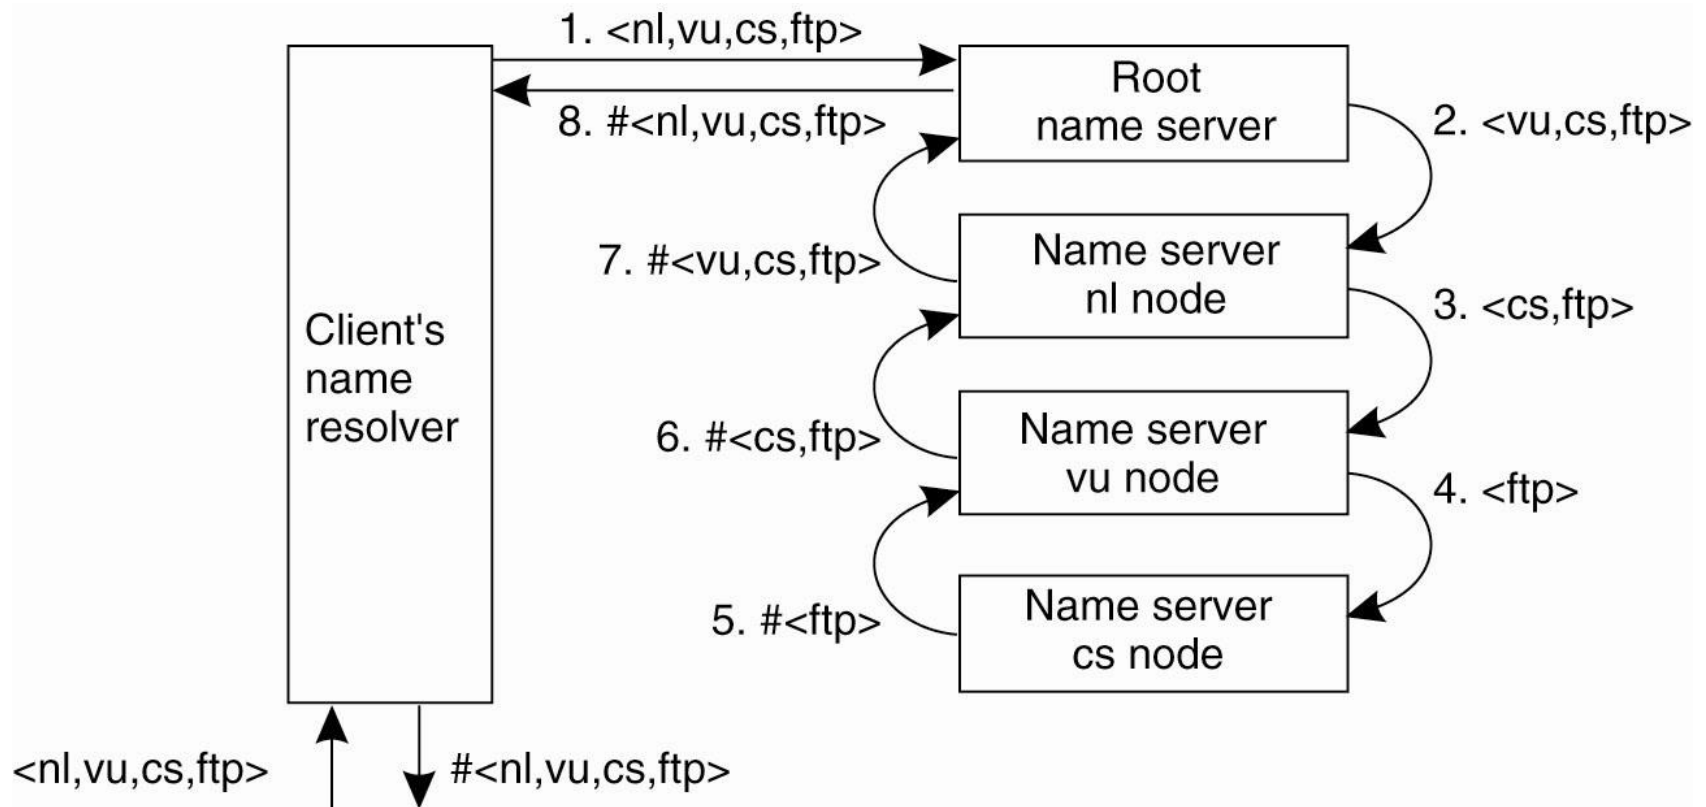 1. <nl,vu,cs,ftp>
Root
name server
8. #<nl,vu,cs,ftp>
2. <vu,cs,ftp>
Name server
nl node
7. #<vu,cs,ftp>
3. <cs,ftp>
Client's
name
resolver
Name server
vu node
6. #<cs,ftp>
4. <ftp>
Name server
cs node
5. #<ftp>
<nl,vu,cs,ftp>
#<nl,vu,cs,ftp>